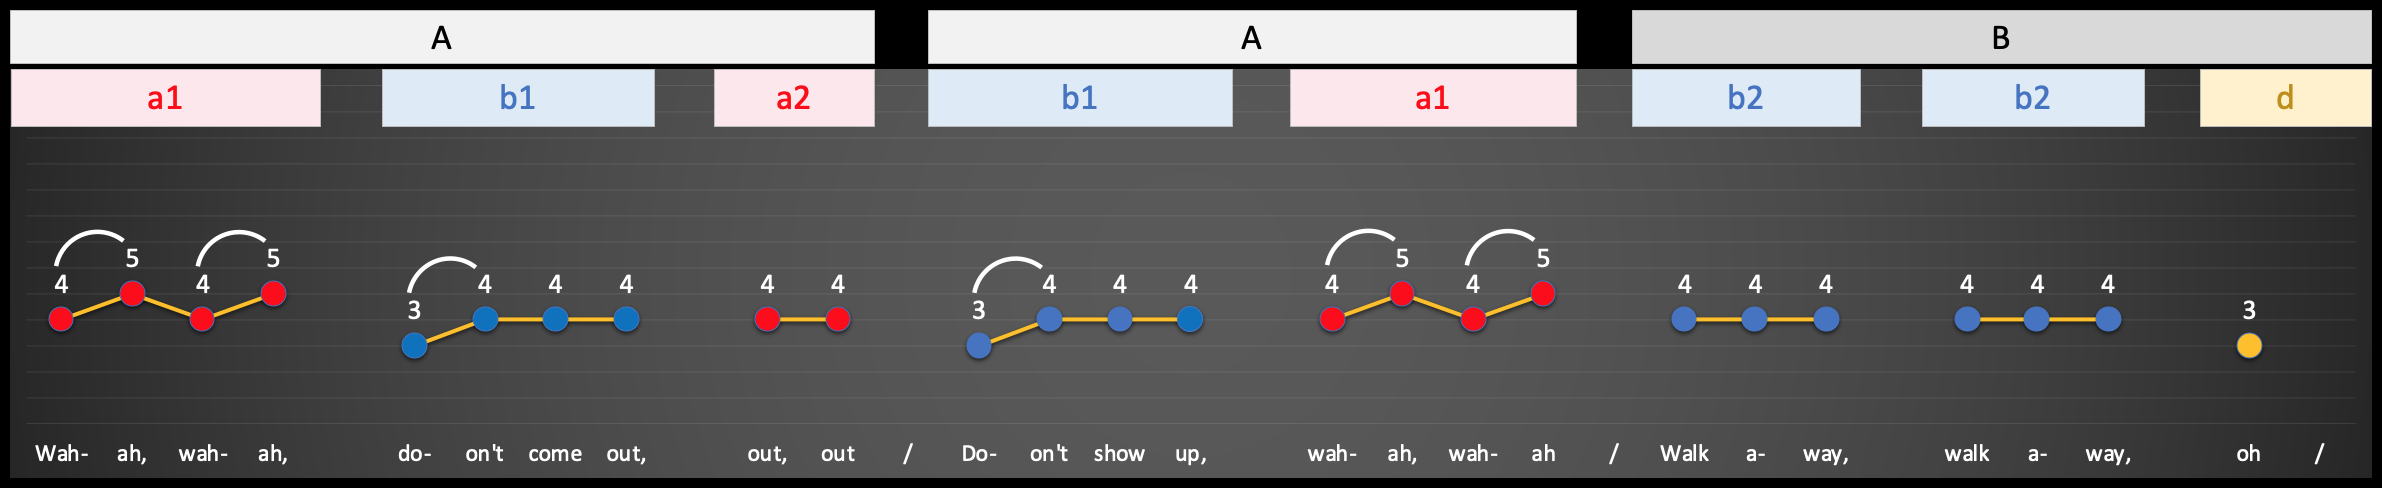 A A B
a1 b1 a2 b1 a1 b2 b2 d
5 5 5 5
4 4 4 4 4 4 4 4 4 4 4 4 4 4 4 4 4 4
3 3 3
Wah- ah, wah- ah, do- on't come out, out, out / Do- on't show up, wah- ah, wah- ah / Walk a- way, walk a- way, oh /